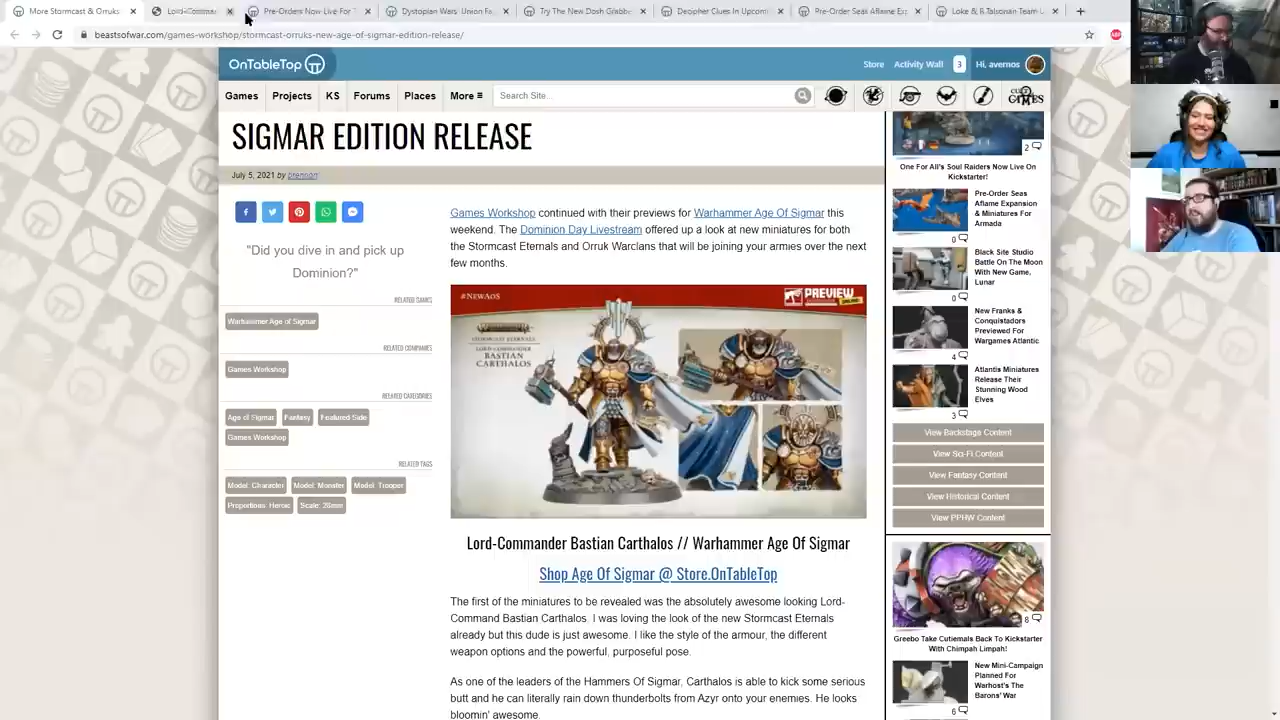 More Stormcast & Orruks
Lord-Comman
Pre-Orders Now Live For T
Dystopian Wars: Union Fa
Try The New Dosh Glabb
Decipher Clues In Upcomi
Pre-Order Seas Aflame Ex
Loke & B Taloonian Team U
beastsofwar.com/games-workshop/stormcast-orruks-new-age-of-sigmar-edition-release/
OnTableTop
Store
Activity Wall
3
Hi, avernos
Games
Projects
KS
Forums
Places
More
Search Site...
GAMES
SIGMAR EDITION RELEASE
July 5, 2021 by brennon
"Did you dive in and pick up
Dominion?"
RELATED GAMES
Warhammer Age of Sigmar
RELATED COMPANIES
Games Workshop
RELATED CATEGORIES
Age of Sigmar
Fantasy
Featured Side
Games Workshop
RELATED TAGS
Model: Character
Model: Monster
Model: Trooper
Proportions: Heroic
Scale: 28mm
Games Workshop continued with their previews for Warhammer Age Of Sigmar this
weekend. The Dominion Day Livestream offered up a look at new miniatures for both
the Stormcast Eternals and Orruk Warclans that will be joining your armies over the next
few months.
#NEWAOS
PREVIEW
STORMCAST ETERNALS
LORD-COMMANDER
BASTIAN
CARTHALOS
Lord-Commander Bastian Carthalos // Warhammer Age Of Sigmar
Shop Age Of Sigmar @ Store.OnTableTop
The first of the miniatures to be revealed was the absolutely awesome looking Lord-
Command Bastian Carthalos. I was loving the look of the new Stormcast Eternals
already but this dude is just awesome. I like the style of the armour, the different
weapon options and the powerful, purposeful pose.
As one of the leaders of the Hammers Of Sigmar, Carthalos is able to kick some serious
butt and he can literally rain down thunderbolts from Azyr onto your enemies. He looks
bloomin' awesome.
2
One For All's Soul Raiders Now Live On
Kickstarter!
Pre-Order Seas
Aflame Expansion
& Miniatures For
Armada
0
Black Site Studio
Battle On The Moon
With New Game,
Lunar
0
New Franks &
Conquistadors
Previewed For
Wargames Atlantic
4
Atlantis Miniatures
Release Their
Stunning Wood
Elves
3
View Backstage Content
View Sci-Fi Content
View Fantasy Content
View Historical Content
View PPHW Content
8
Greebo Take Cutiemals Back To Kickstarter
With Chimpah Limpah!
New Mini-Campaign
Planned For
Warhost's The
Barons' War
6